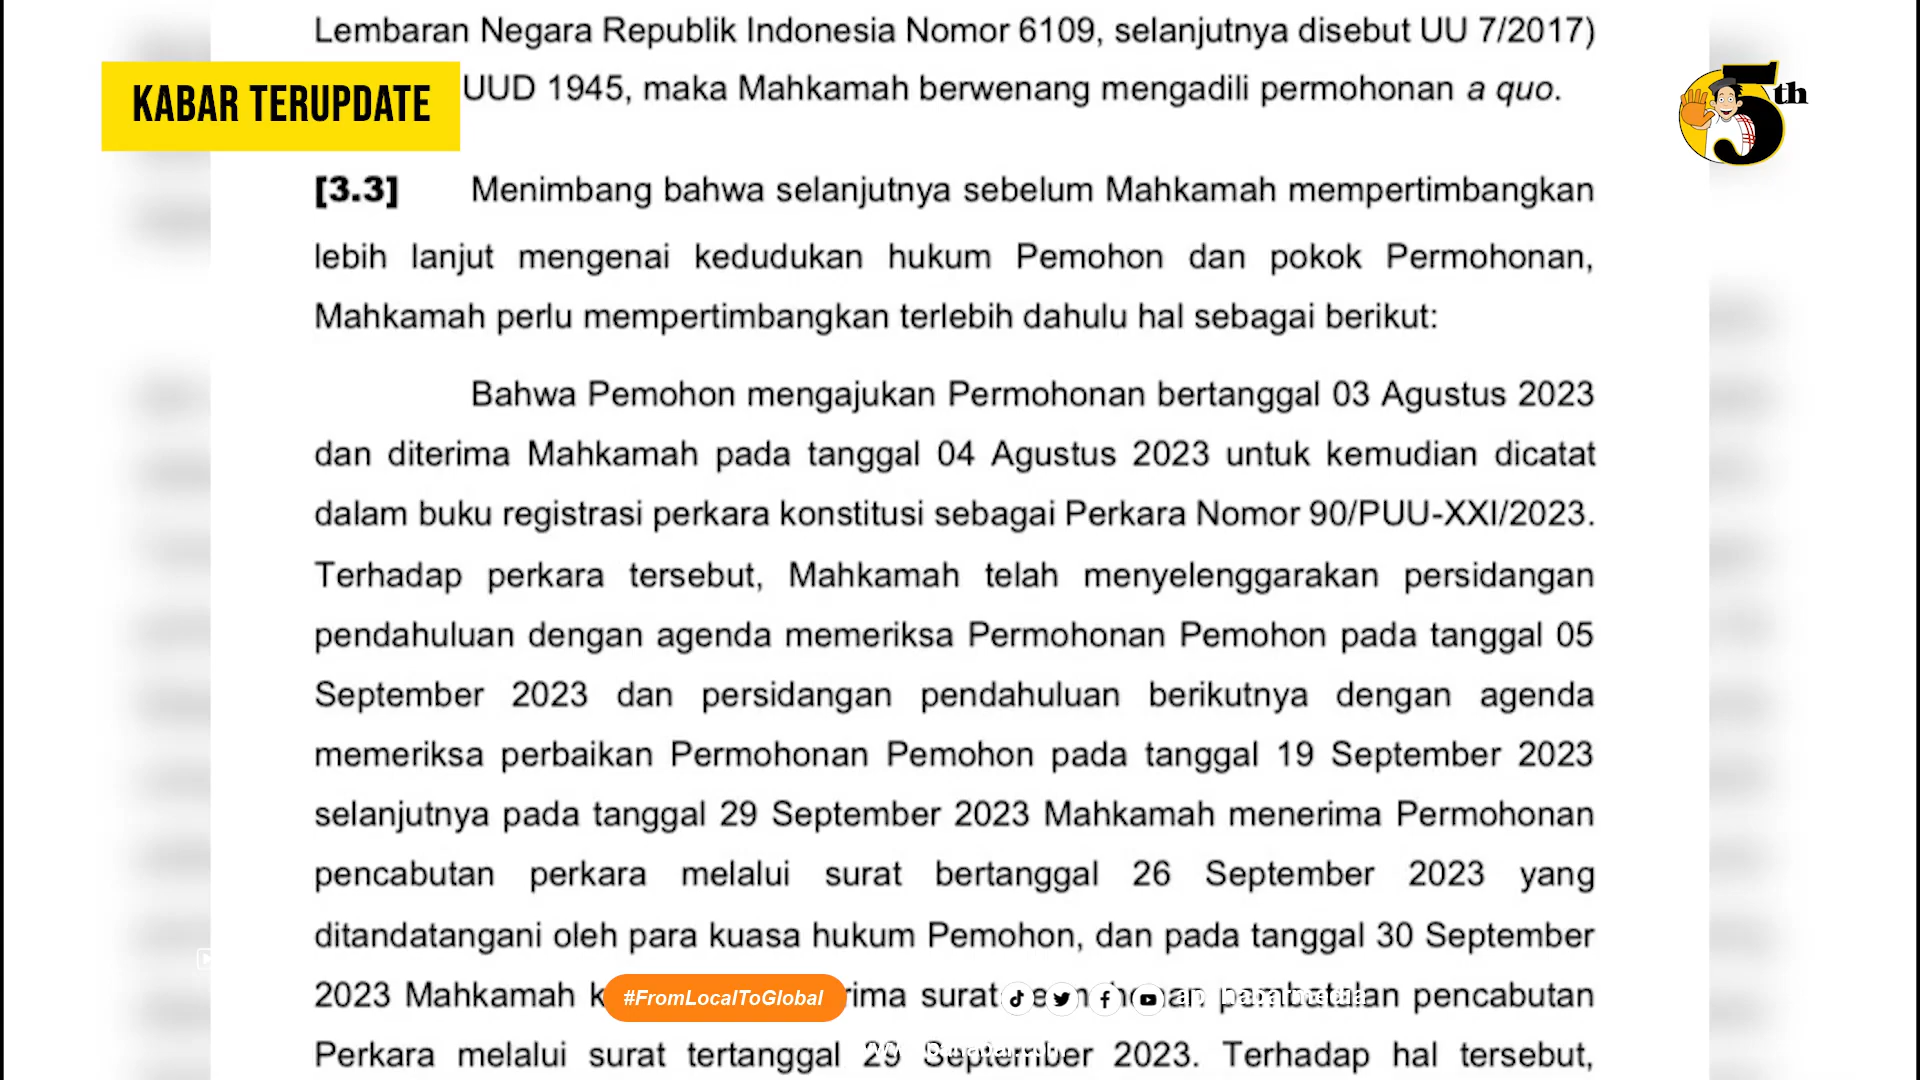 Lembaran Negara Republik Indonesia Nomor 6109, selanjutnya disebut UU 7/2017)
KABAR TERUPDATE
UUD 1945, maka Mahkamah berwenang mengadili permohonan a quo.
5th
[3.3] Menimbang bahwa selanjutnya sebelum Mahkamah mempertimbangkan
lebih lanjut mengenai kedudukan hukum Pemohon dan pokok Permohonan,
Mahkamah perlu mempertimbangkan terlebih dahulu hal sebagai berikut:
Bahwa Pemohon mengajukan Permohonan bertanggal 03 Agustus 2023
dan diterima Mahkamah pada tanggal 04 Agustus 2023 untuk kemudian dicatat
dalam buku registrasi perkara konstitusi sebagai Perkara Nomor 90/PUU-XXI/2023.
Terhadap perkara tersebut, Mahkamah telah menyelenggarakan persidangan
pendahuluan dengan agenda memeriksa Permohonan Pemohon pada tanggal 05
September 2023 dan persidangan pendahuluan berikutnya dengan agenda
memeriksa perbaikan Permohonan Pemohon pada tanggal 19 September 2023
selanjutnya pada tanggal 29 September 2023 Mahkamah menerima Permohonan
pencabutan perkara melalui surat bertanggal 26 September 2023 yang
ditandatangani oleh para kuasa hukum Pemohon, dan pada tanggal 30 September
2023 Mahkamah k rima surat pembatalan pencabutan
#FromLocalToGlobal
Perkara melalui surat tertanggal 29 September 2023. Terhadap hal tersebut,